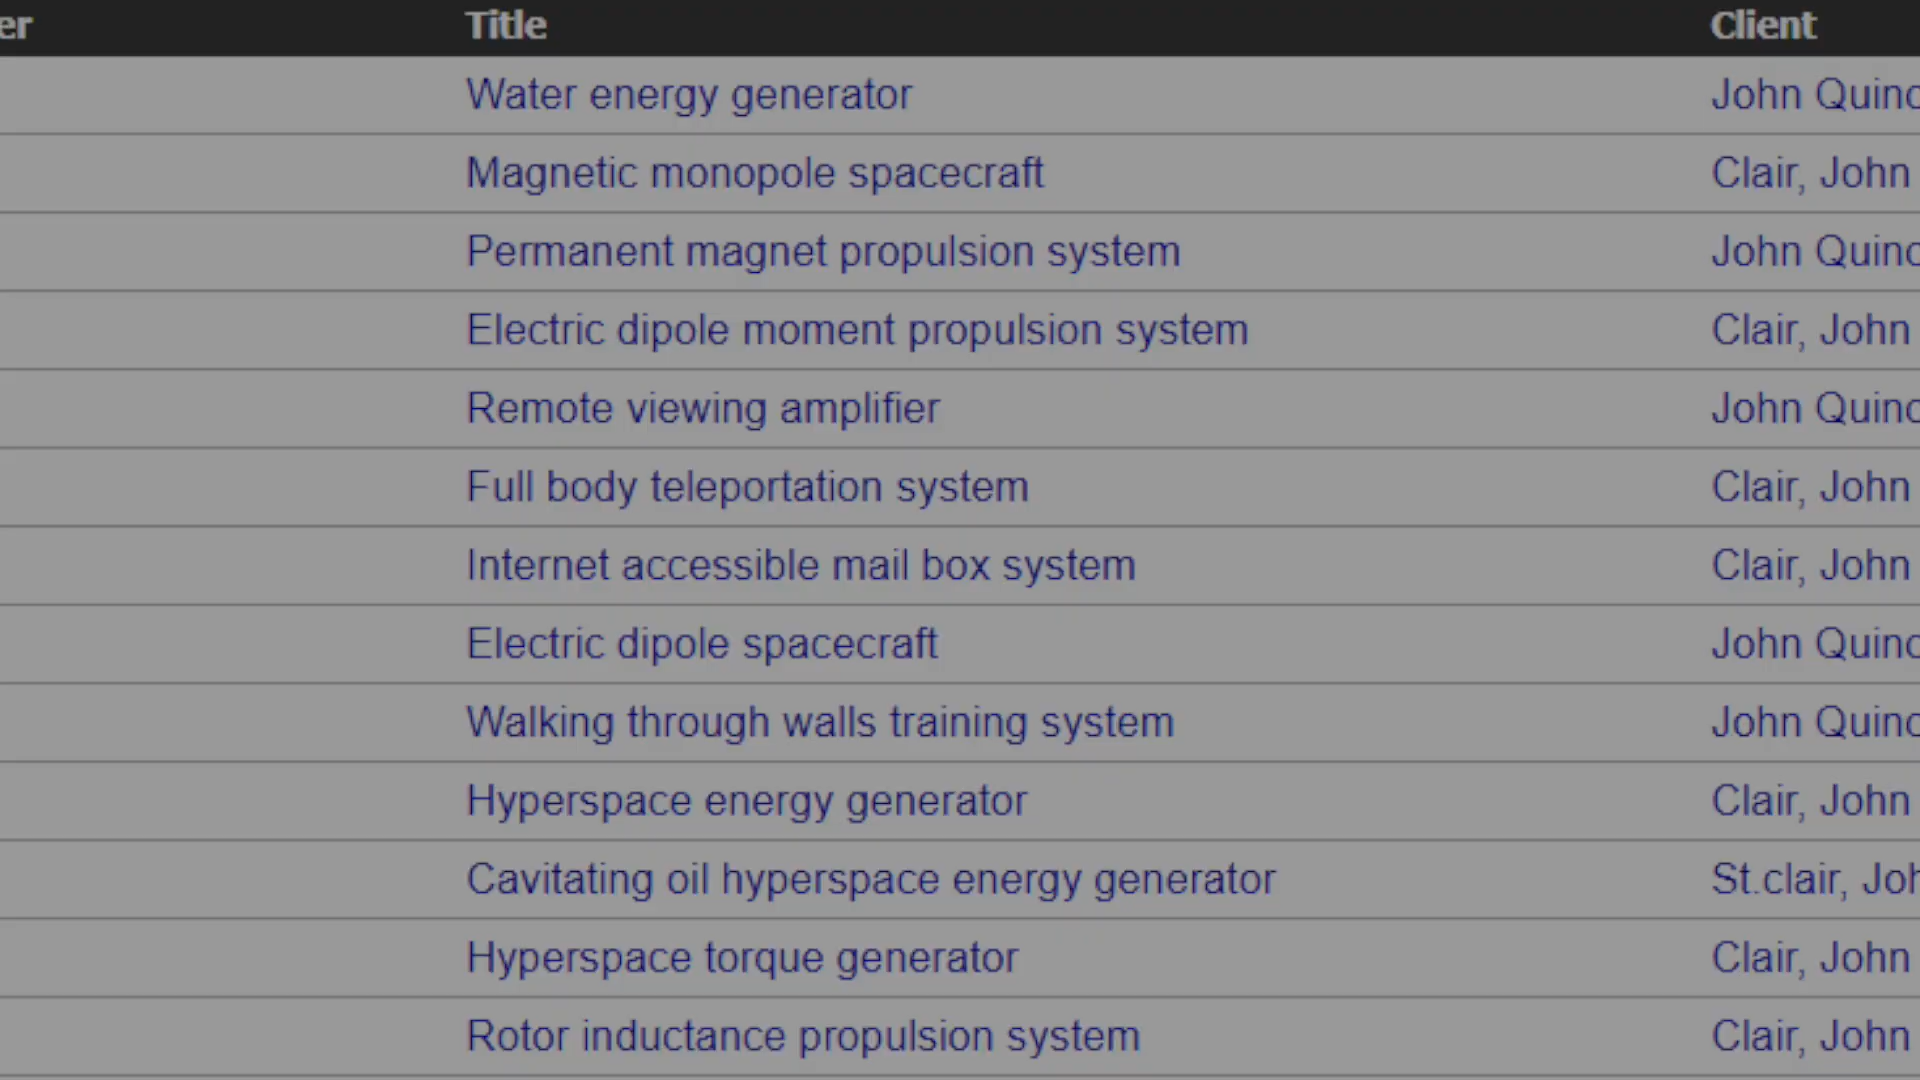 er Title Client
Water energy generator John Quinc
Magnetic monopole spacecraft Clair, John
Permanent magnet propulsion system John Quinc
Electric dipole moment propulsion system Clair, John
Remote viewing amplifier John Quinc
Full body teleportation system Clair, John
Internet accessible mail box system Clair, John
Electric dipole spacecraft John Quinc
Walking through walls training system John Quinc
Hyperspace energy generator Clair, John
Cavitating oil hyperspace energy generator St.clair, Joh
Hyperspace torque generator Clair, John
Rotor inductance propulsion system Clair, John